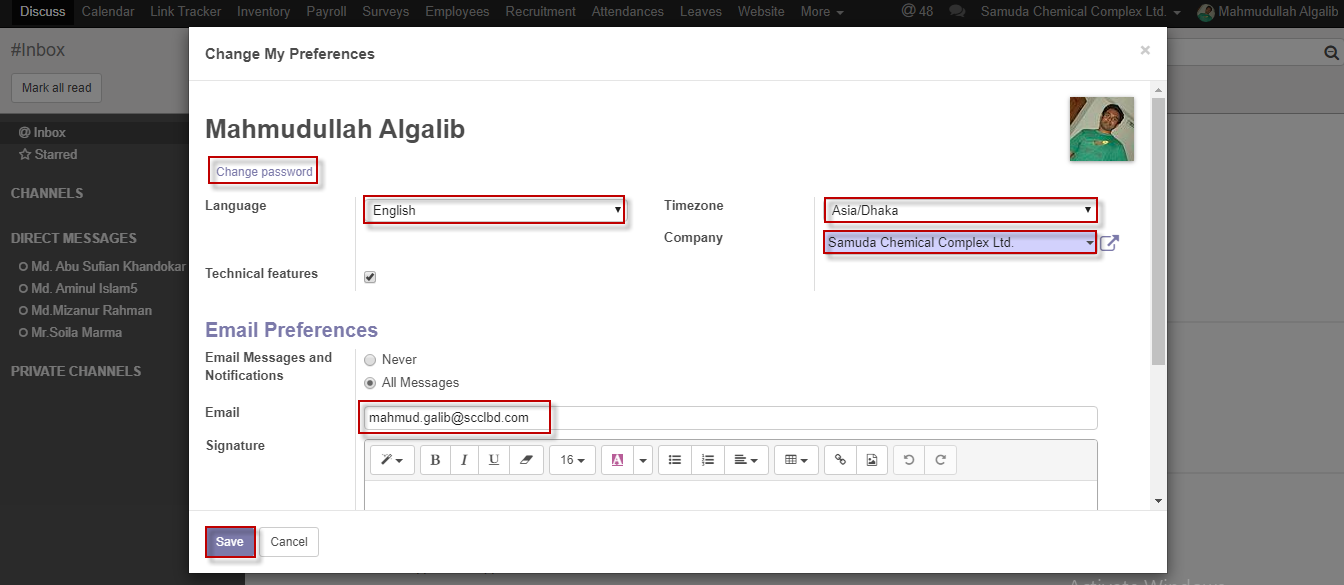 Discuss Calendar Link Tracker Inventory Payroll Surveys Employees Recruitment Attendances Leaves Website More @ 48 Samuda Chemical Complex Ltd. Mahmudullah Algalib
#Inbox
Mark all read
@ Inbox
Starred
CHANNELS
DIRECT MESSAGES
Md. Abu Sufian Khandokar
Md. Aminul Islam5
Md.Mizanur Rahman
Mr.Soila Marma
PRIVATE CHANNELS
Change My Preferences ×
Mahmudullah Algalib
Change password
Language English Timezone Asia/Dhaka
Company Samuda Chemical Complex Ltd.
Technical features
Email Preferences
Email Messages and Notifications Never
All Messages
Email mahmud.galib@scclbd.com
Signature
B I U 16 A
Save Cancel